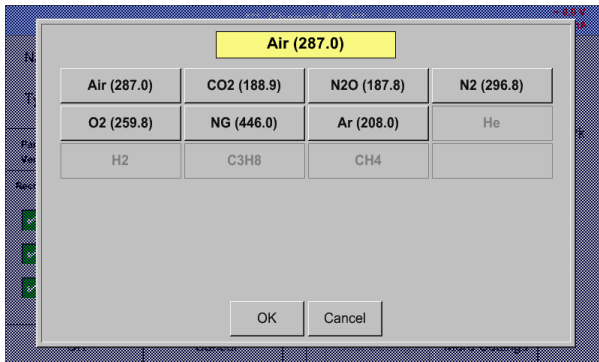 Air (287.0)
Air (287.0) CO2 (188.9) N2O (187.8) N2 (296.8)
O2 (259.8) NG (446.0) Ar (208.0) He
H2 C3H8 CH4
OK Cancel